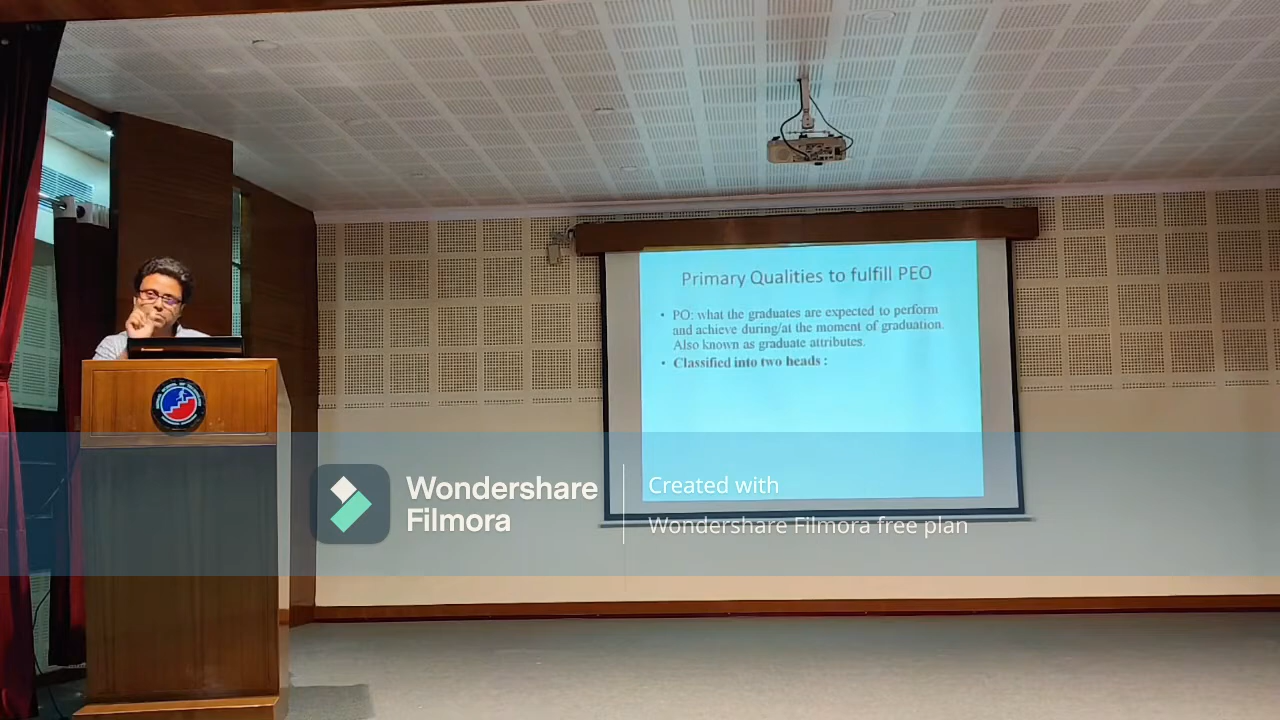 Primary Qualities to fulfill PEO
• PO: what the graduates are expected to perform
and achieve during/at the moment of graduation.
Also known as graduate attributes.
• Classified into two heads :
Wondershare
Filmora
Created with
Wondershare Filmora free plan